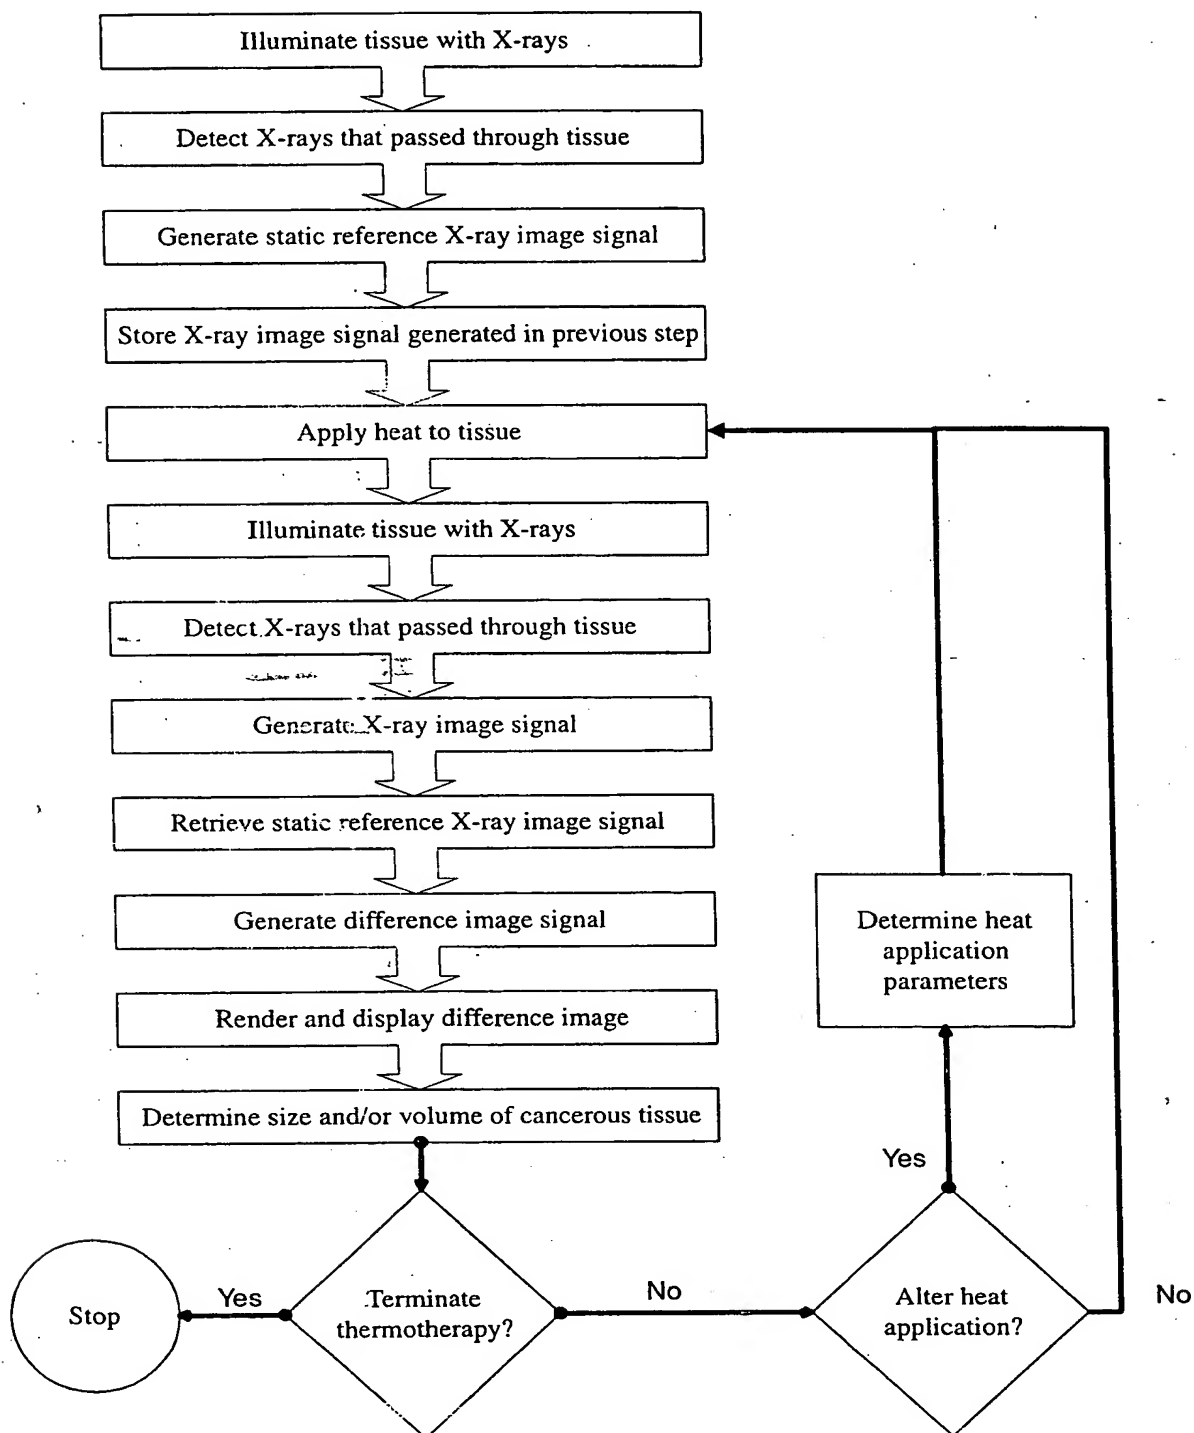 Illuminate tissue with X-rays
Detect X-rays that passed through tissue
Generate static reference X-ray image signal
Store X-ray image signal generated in previous step
Apply heat to tissue
Illuminate tissue with X-rays
Detect X-rays that passed through tissue
Generate X-ray image signal
Retrieve static reference X-ray image signal
Generate difference image signal
Render and display difference image
Determine size and/or volume of cancerous tissue
Determine heat
application
parameters
Yes
Stop
Yes
Terminate
thermotherapy?
No
Alter heat
application?
No